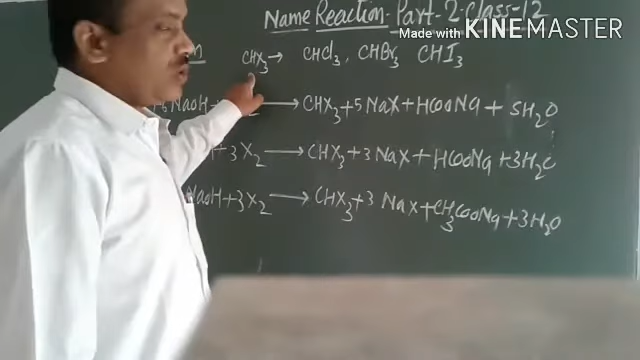 Name Reaction Part-2 Class-12
Made with KINEMASTER
CHX3 → CHCl3, CHBr3 CHI3
NaOH + 2 → CHX3 + 5 NaX + HCOONa + 5H2O
+ 3 X2 → CHX3 + 3 NaX + HCOONa + 3H2O
NaOH + 3X2 → CHX3 + 3 NaX + CH3COONa + 3H2O